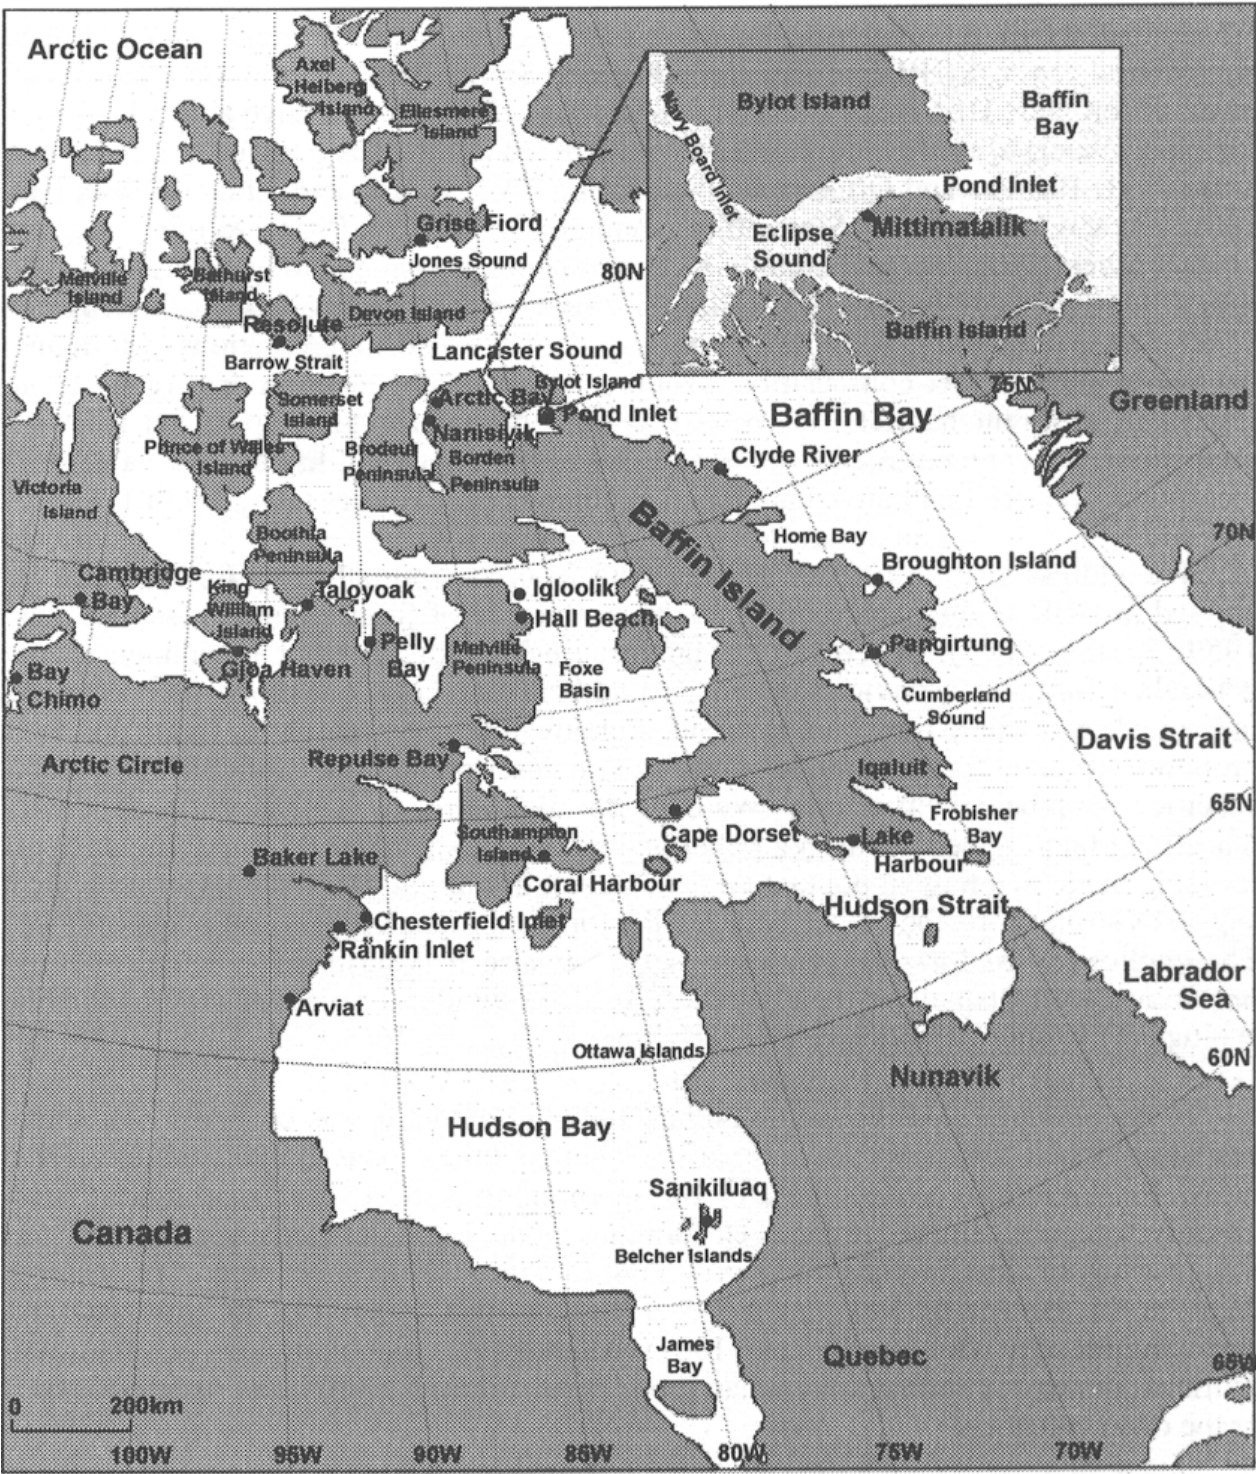 Arctic Ocean
Axel
Heiberg
Island
Ellesmere
Island
Bylot Island
Baffin
Bay
Navy Board Inlet
Pond Inlet
Mittimatalik
Eclipse
Sound
Baffin Island
Grise Fiord
Jones Sound
80N
Melville
Island
Bathurst
Island
Devon Island
Resolute
Barrow Strait
Lancaster Sound
Bylot Island
75N
Greenland
Somerset
Island
Arctic Bay
Pond Inlet
Baffin Bay
Prince of Wales
Island
Brodeur
Peninsula
Nanisivik
Borden
Peninsula
Clyde River
Victoria
Island
Baffin Island
Boothia
Peninsula
Home Bay
70N
Cambridge
Bay
King
William
Island
Taloyoak
Igloolik
Broughton Island
Hall Beach
Gjoa Haven
Pelly
Bay
Melville
Peninsula
Foxe
Basin
Pangirtung
Bay
Chimo
Cumberland
Sound
Davis Strait
Arctic Circle
Repulse Bay
Iqaluit
65N
Frobisher
Bay
Southampton
Island
Cape Dorset
Lake
Harbour
Baker Lake
Coral Harbour
Hudson Strait
Chesterfield Inlet
Rankin Inlet
Labrador
Sea
Arviat
Ottawa Islands
60N
Nunavik
Hudson Bay
Sanikiluaq
Canada
Belcher Islands
James
Bay
Quebec
65W
0 200km
100W 95W 90W 85W 80W 75W 70W